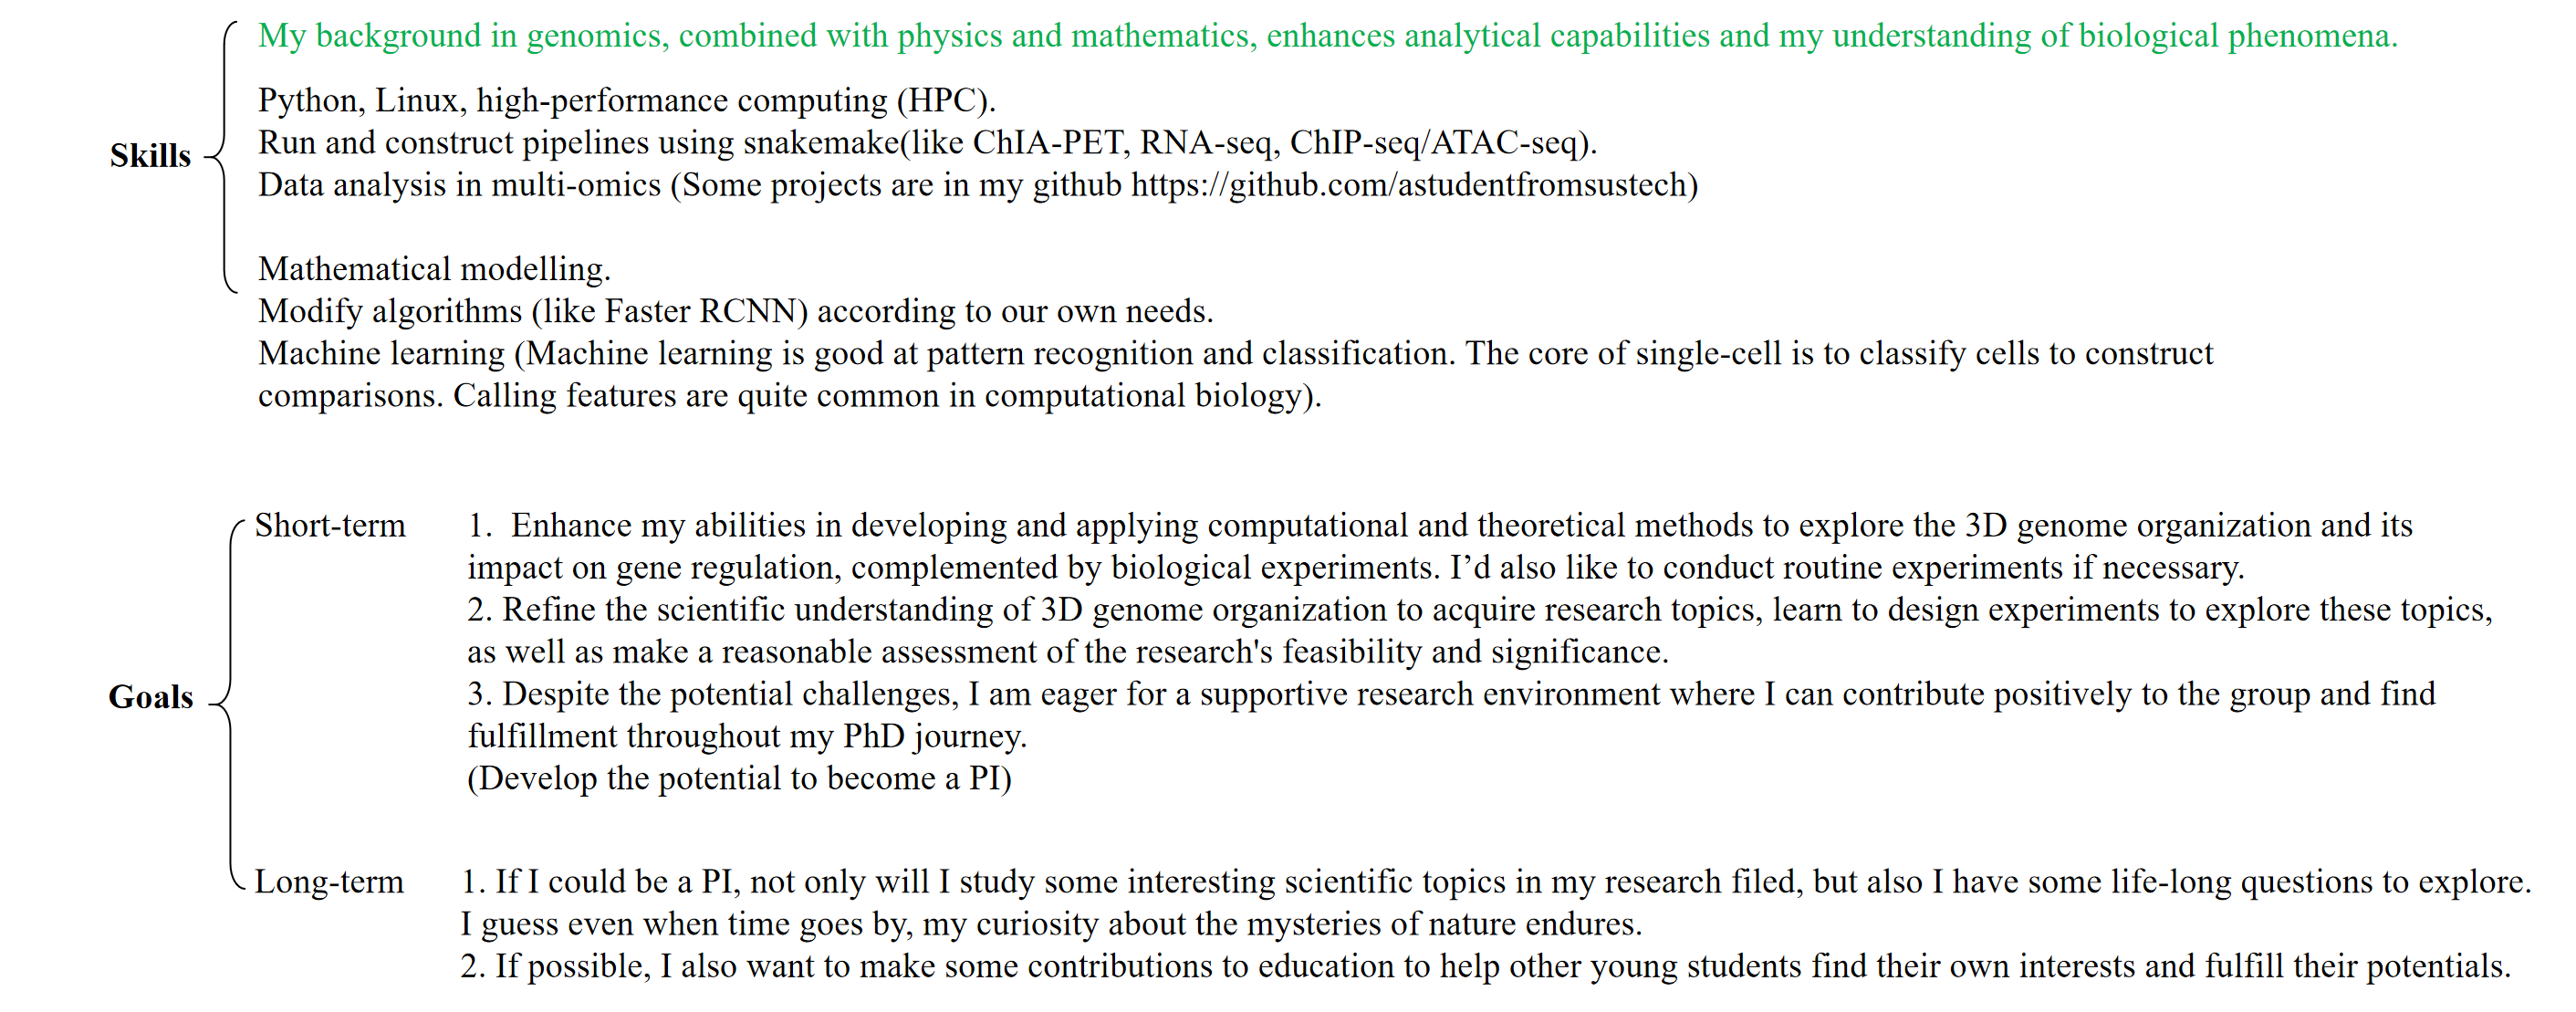 My background in genomics, combined with physics and mathematics, enhances analytical capabilities and my understanding of biological phenomena.
Python, Linux, high-performance computing (HPC).
Run and construct pipelines using snakemake(like ChIA-PET, RNA-seq, ChIP-seq/ATAC-seq).
Skills
Data analysis in multi-omics (Some projects are in my github https://github.com/astudentfromsustech)
Mathematical modelling.
Modify algorithms (like Faster RCNN) according to our own needs.
Machine learning (Machine learning is good at pattern recognition and classification. The core of single-cell is to classify cells to construct
comparisons. Calling features are quite common in computational biology).
Short-term
1. Enhance my abilities in developing and applying computational and theoretical methods to explore the 3D genome organization and its
impact on gene regulation, complemented by biological experiments. I’d also like to conduct routine experiments if necessary.
2. Refine the scientific understanding of 3D genome organization to acquire research topics, learn to design experiments to explore these topics,
as well as make a reasonable assessment of the research's feasibility and significance.
Goals
3. Despite the potential challenges, I am eager for a supportive research environment where I can contribute positively to the group and find
fulfillment throughout my PhD journey.
(Develop the potential to become a PI)
Long-term
1. If I could be a PI, not only will I study some interesting scientific topics in my research filed, but also I have some life-long questions to explore.
I guess even when time goes by, my curiosity about the mysteries of nature endures.
2. If possible, I also want to make some contributions to education to help other young students find their own interests and fulfill their potentials.